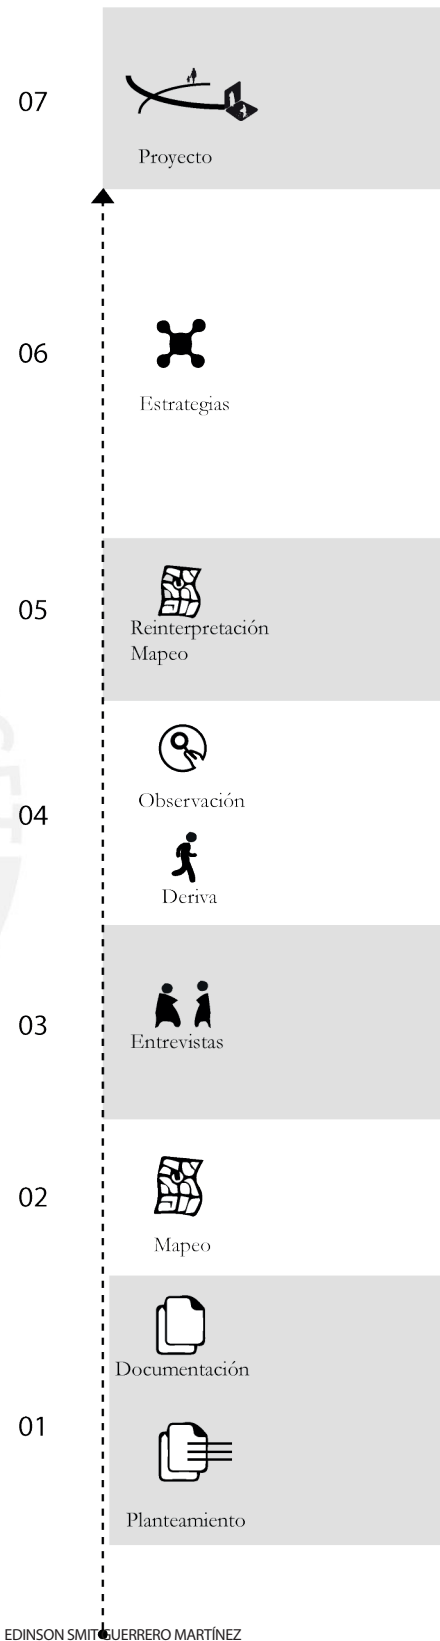 07
Proyecto
06
Estrategias
05
Reinterpretación
Mapeo
04
Observación
Deriva
03
Entrevistas
02
Mapeo
Documentación
01
Planteamiento
EDINSON SMIT GUERRERO MARTÍNEZ